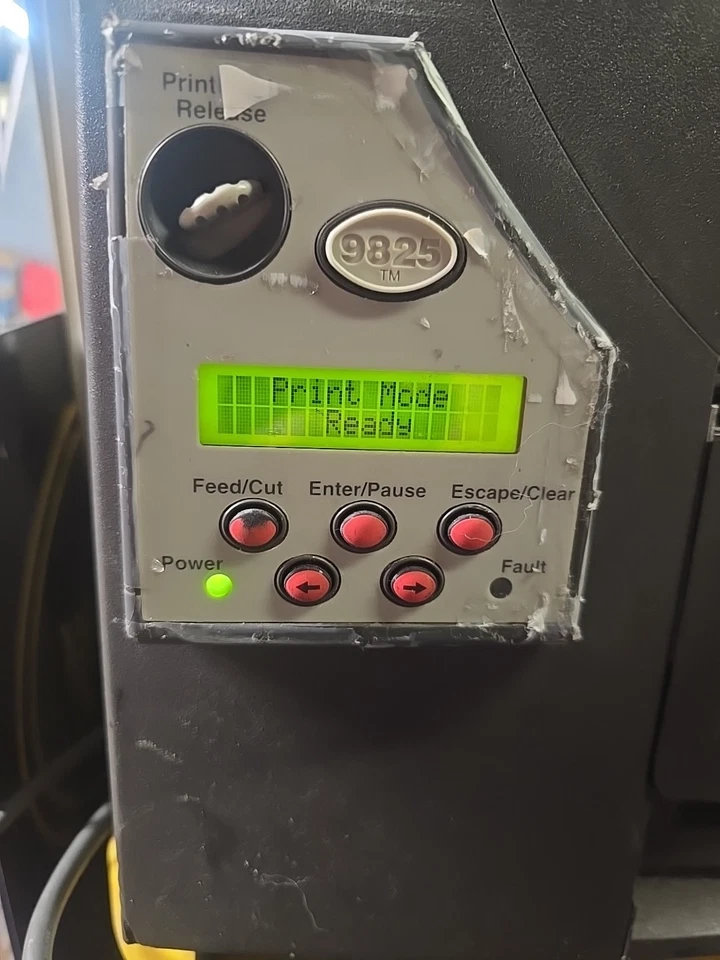 Print
Release
9825
TM
Print Mode
Ready
Feed/Cut Enter/Pause Escape/Clear
Power Fault
← →